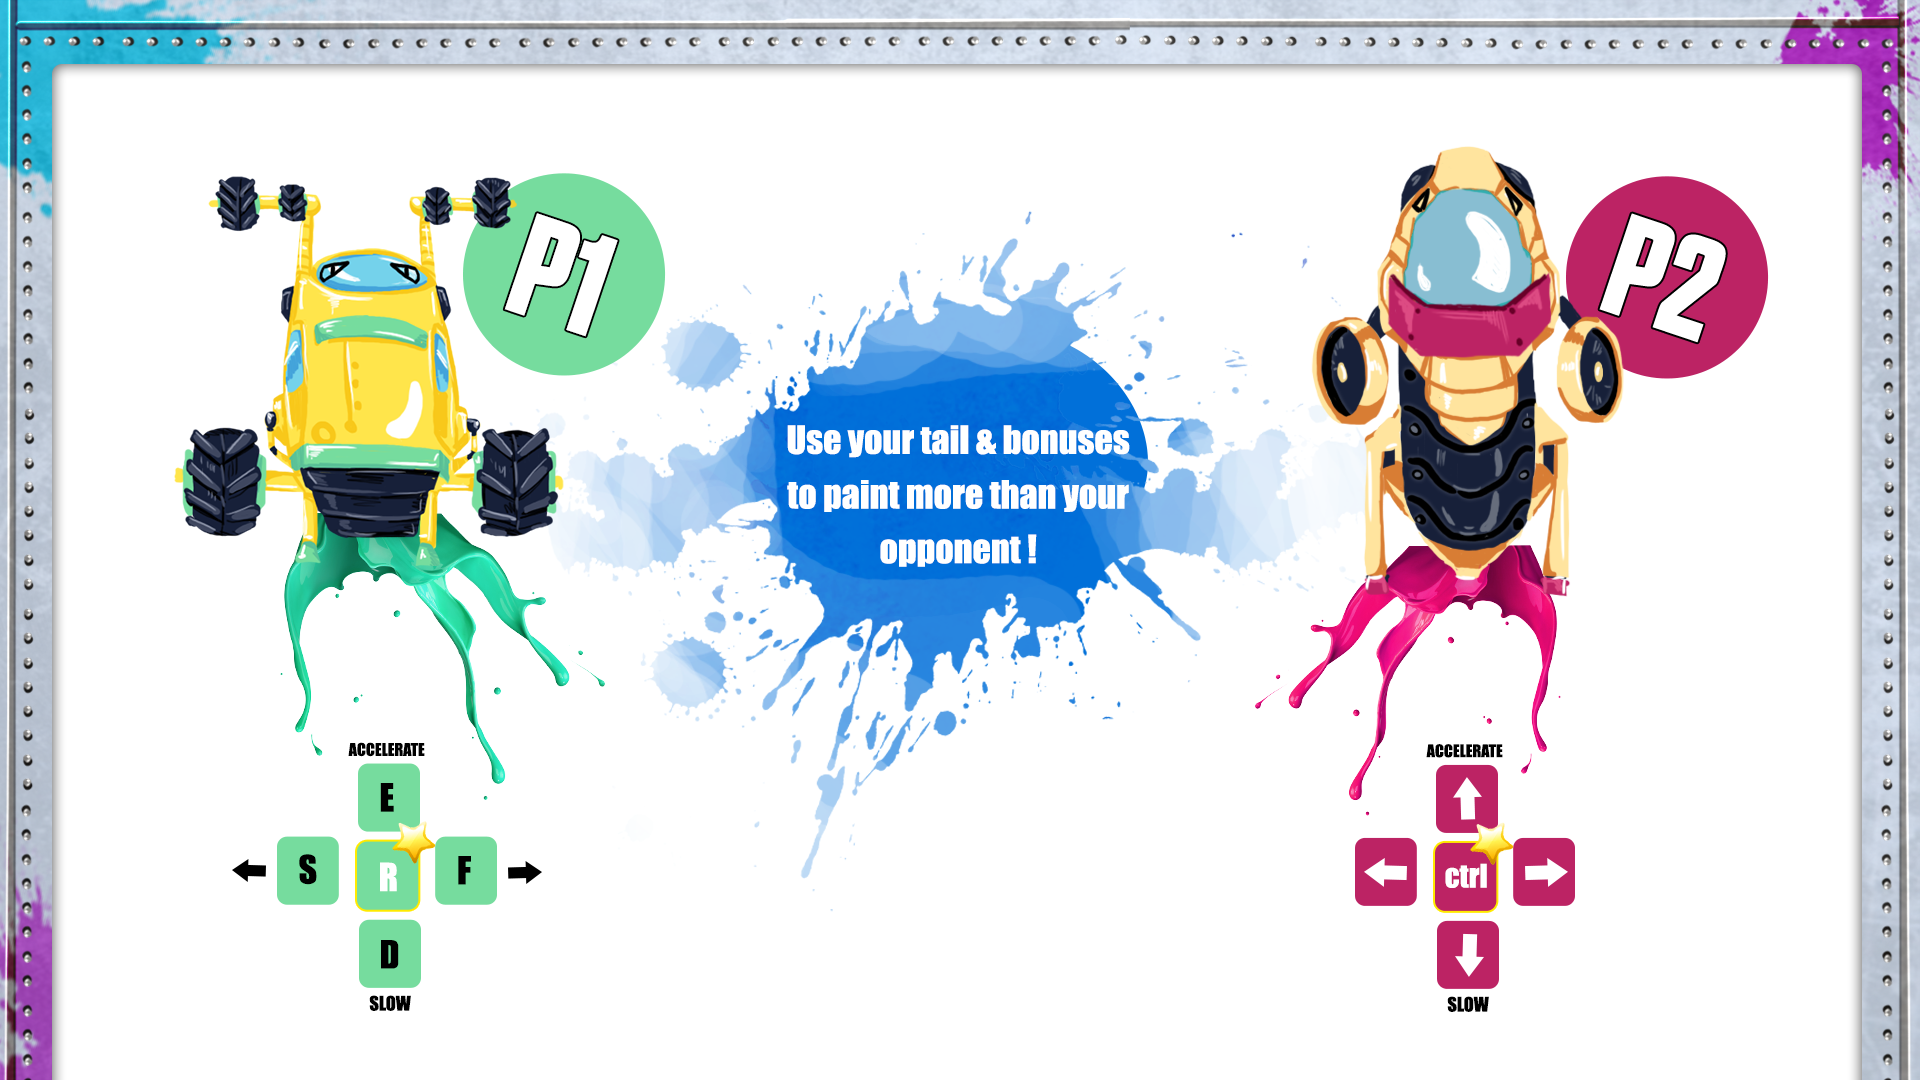 P1
P2
Use your tail & bonuses
to paint more than your
opponent !
ACCELERATE
E
S
R
F
D
SLOW
ACCELERATE
ctrl
SLOW